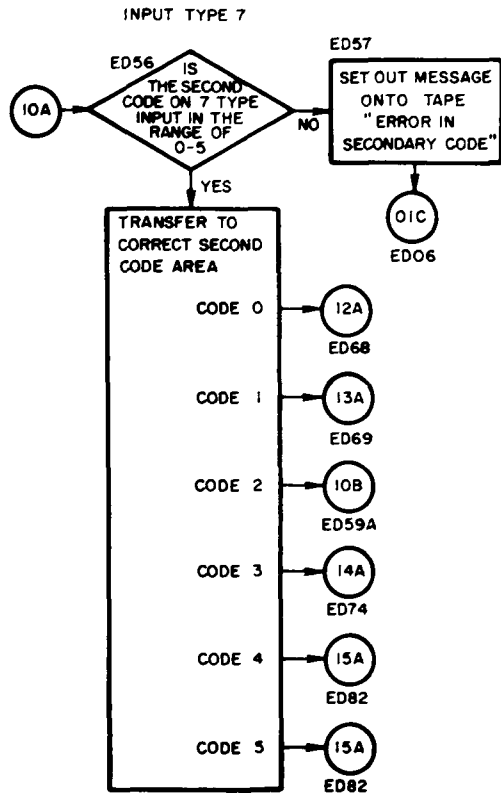 INPUT TYPE 7
ED56
10A
IS
THE SECOND
CODE ON 7 TYPE
INPUT IN THE
RANGE OF
0-5
NO
YES
ED57
SET OUT MESSAGE
ONTO TAPE
"ERROR IN
SECONDARY CODE"
01C
ED06
TRANSFER TO
CORRECT SECOND
CODE AREA
CODE 0
12A
ED68
CODE 1
13A
ED69
CODE 2
10B
ED59A
CODE 3
14A
ED74
CODE 4
15A
ED82
CODE 5
15A
ED82